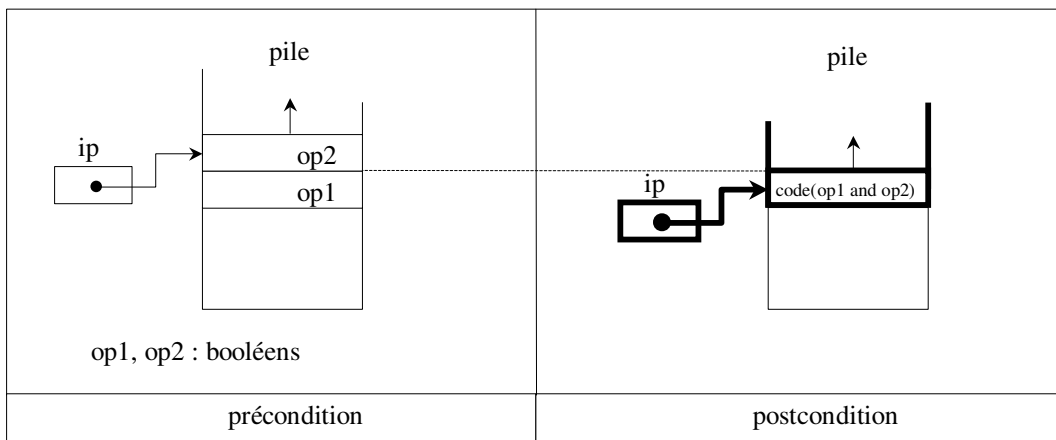 pile
ip
op2
op1
op1, op2 : booléens
précondition
pile
ip
code(op1 and op2)
postcondition